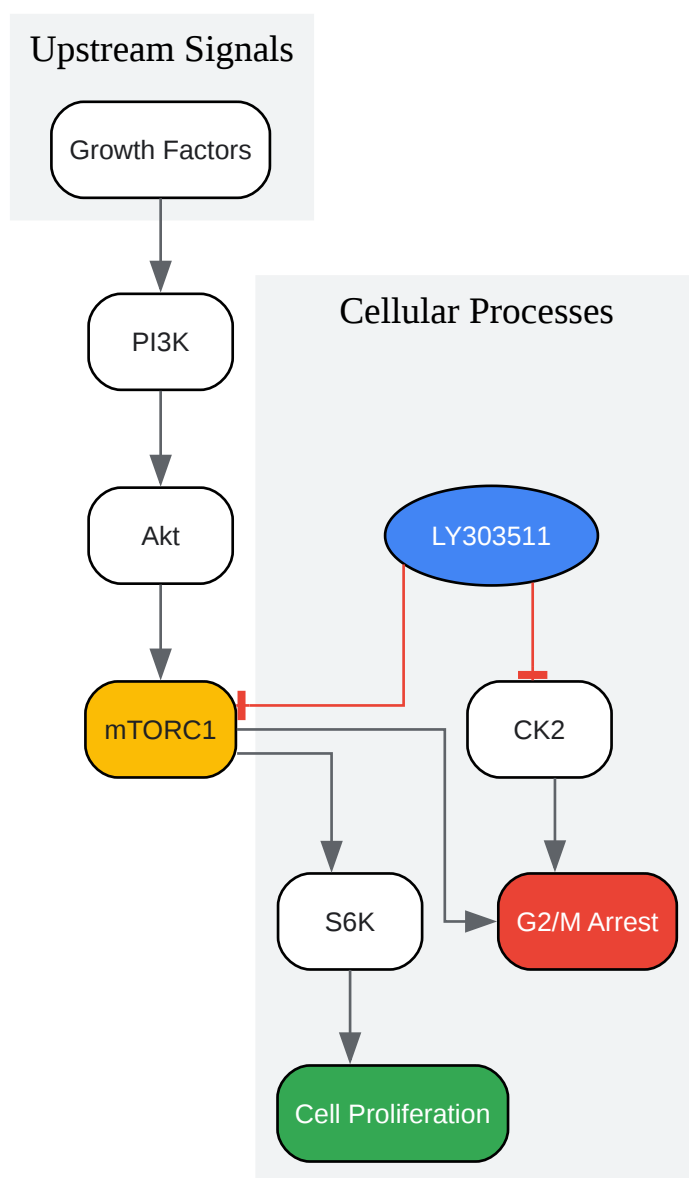 Upstream Signals
Growth Factors
PI3K
Cellular Processes
Akt
LY303511
mTORC1
CK2
S6K
G2/M Arrest
Cell Proliferation